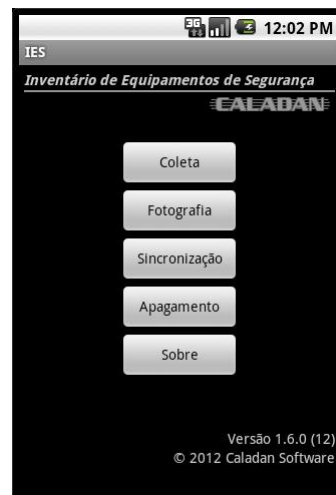 3G 12:02 PM
IES
Inventário de Equipamentos de Segurança
CALADAN
Coleta
Fotografia
Sincronização
Apagamento
Sobre
Versão 1.6.0 (12)
© 2012 Caladan Software